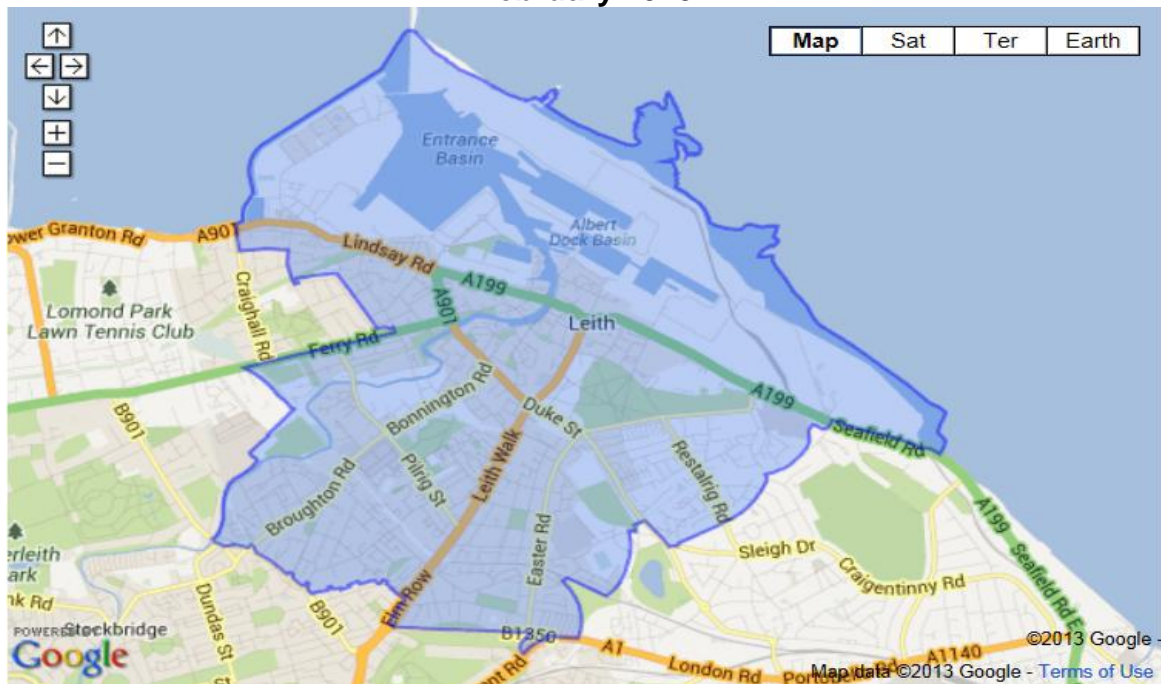 Map Sat Ter Earth
Entrance
Basin
Albert
Dock Basin
ower Granton Rd
A901
Lindsay Rd
A199
A901
Leith
Craighall Rd
Lomond Park
Lawn Tennis Club
Ferry Rd
A199
Seafield Rd
B901
Bonnington Rd
Duke St
Leith Walk
Pilrig St
Restalrig Rd
Broughton Rd
Easter Rd
A199
Seafield Rd E
Sleigh Dr
Craigentinny Rd
erleith
ark
nk Rd
Dundas St
B901
Elm Row
B1350
A1
London Rd
A1140
POWERED BY
Stockbridge
Google
©2013 Google -
Map data ©2013 Google - Terms of Use